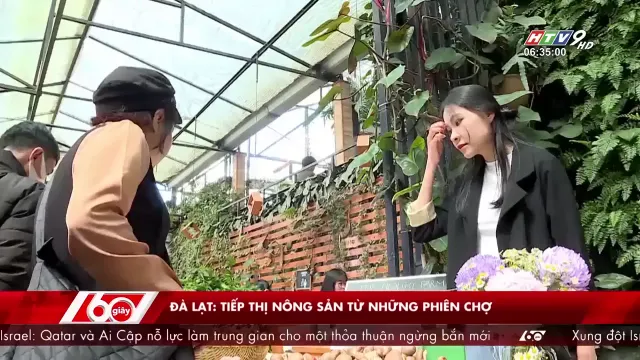 HTV9 HD
06:35:00
60 giây
ĐÀ LẠT: TIẾP THỊ NÔNG SẢN TỪ NHỮNG PHIÊN CHỢ
Israel: Qatar và Ai Cập nỗ lực làm trung gian cho một thỏa thuận ngừng bắn mới 60 giây Xung đột